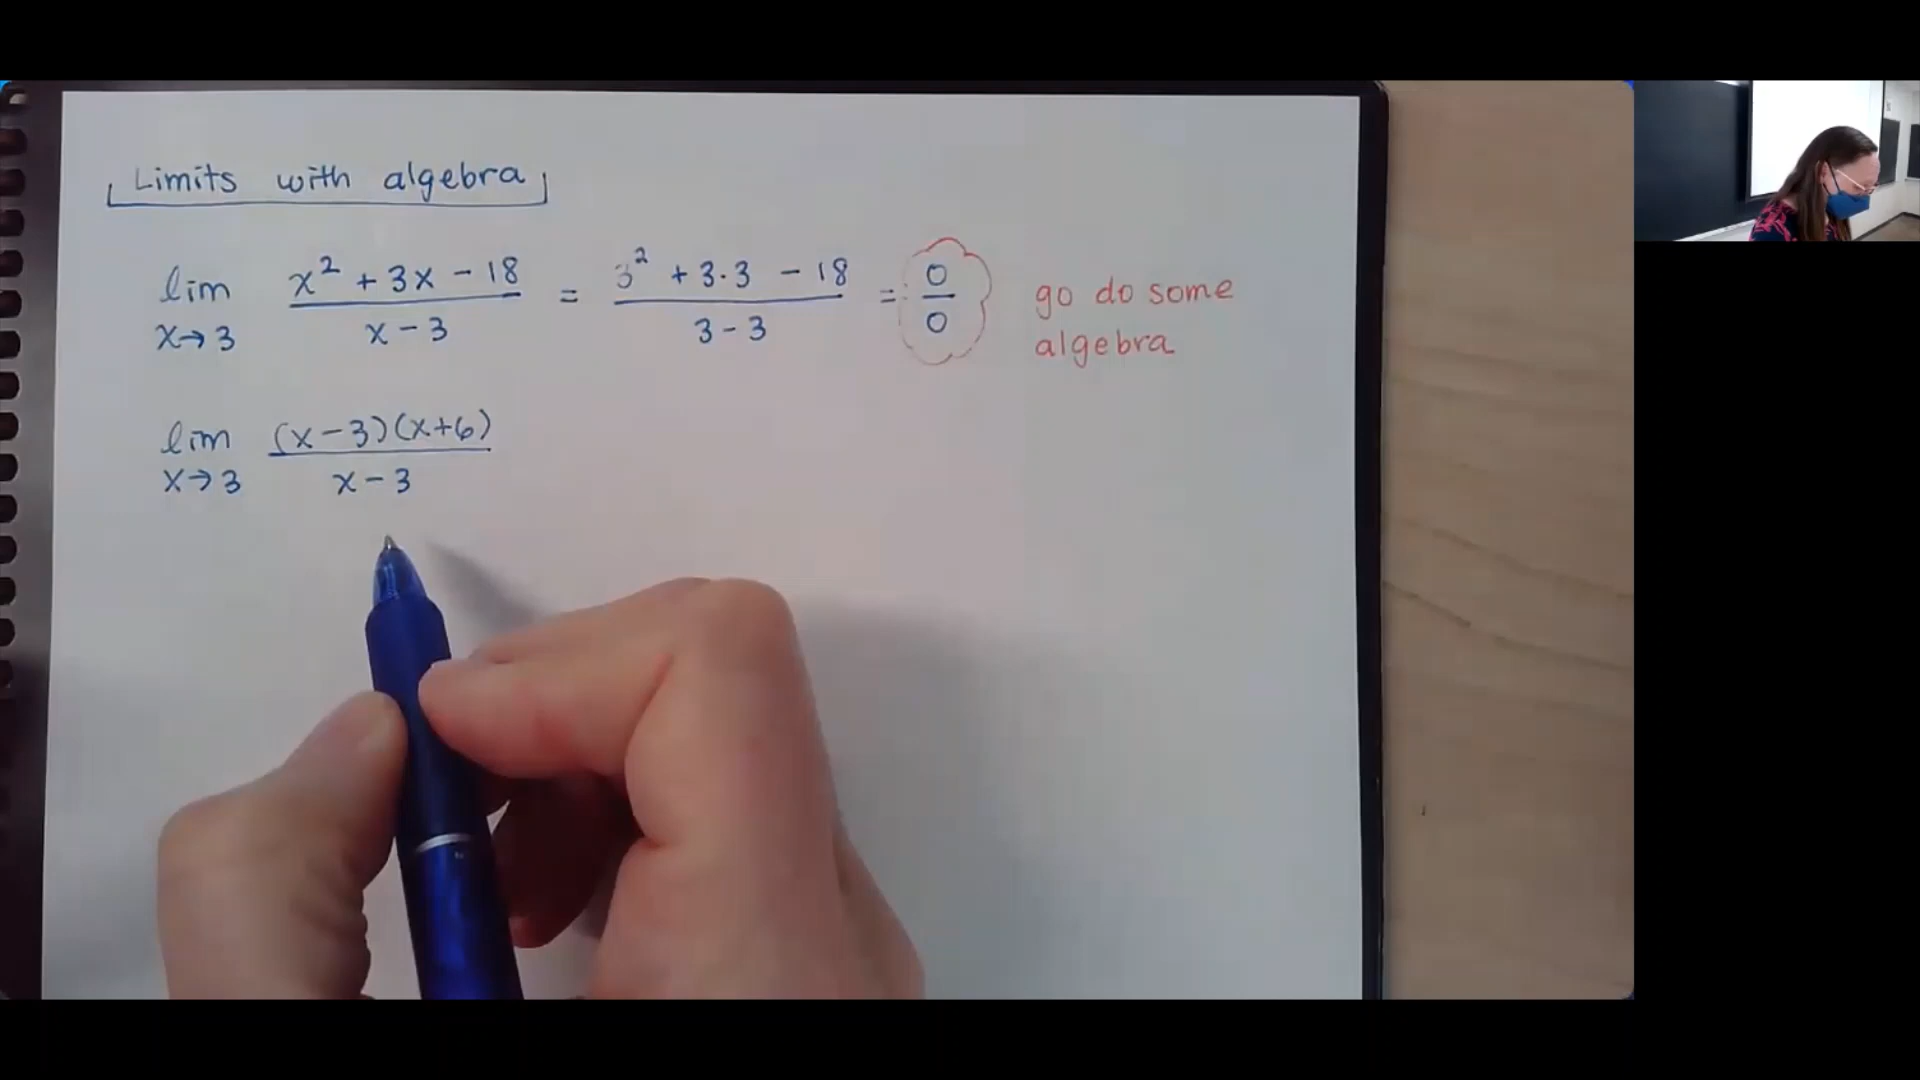 Limits with algebra
lim x→3 (x² + 3x - 18)/(x - 3) = (3² + 3·3 - 18)/(3 - 3) = 0/0 go do some algebra
lim x→3 ((x-3)(x+6))/(x-3)